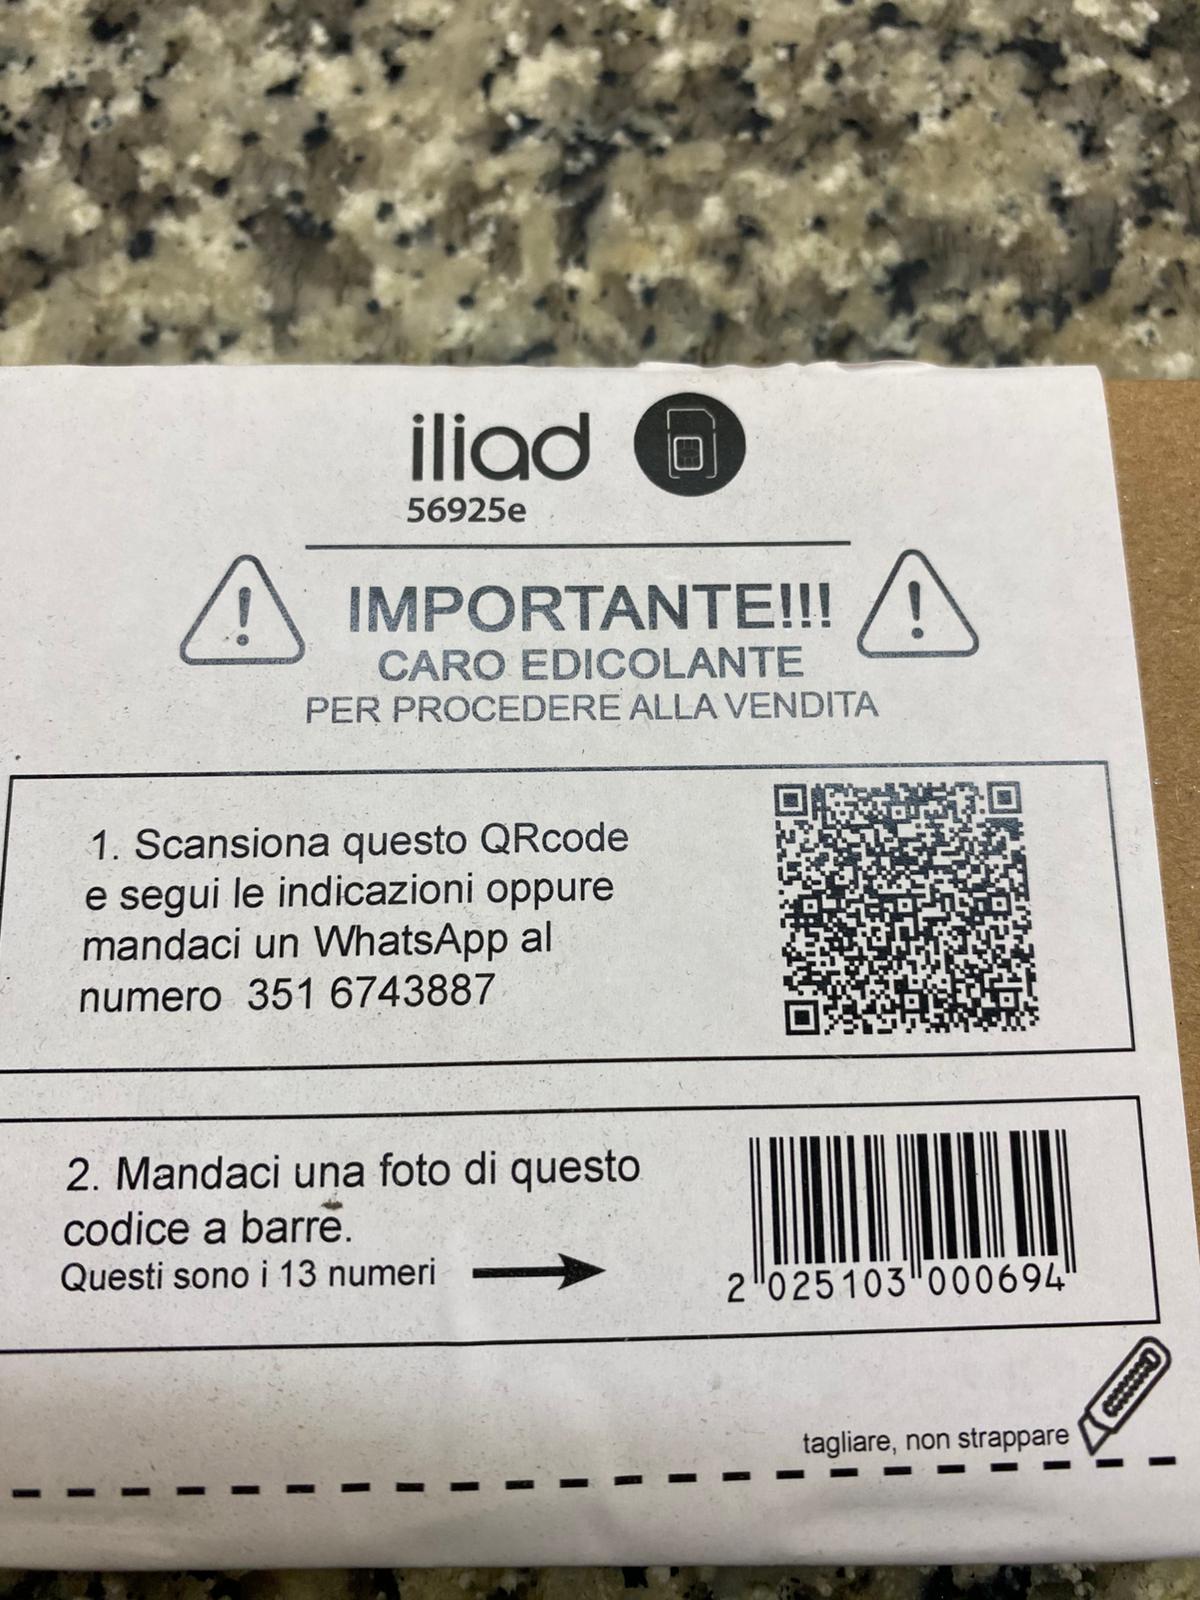 iliad
56925e
IMPORTANTE!!!
CARO EDICOLANTE
PER PROCEDERE ALLA VENDITA
1. Scansiona questo QRcode
e segui le indicazioni oppure
mandaci un WhatsApp al
numero 351 6743887
2. Mandaci una foto di questo
codice a barre.
Questi sono i 13 numeri
2 025103 000694
tagliare, non strappare